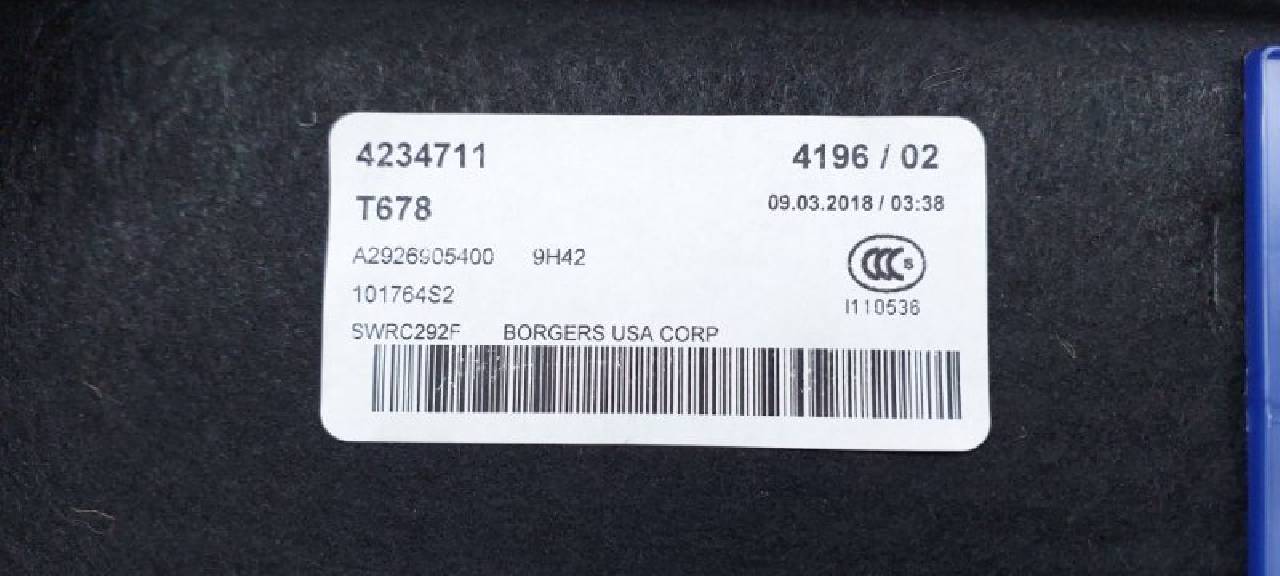 4234711 4196 / 02
T678 09.03.2018 / 03:38
A2926905400 9H42
CCC S
101764S2 I110536
SWRC292F BORGERS USA CORP